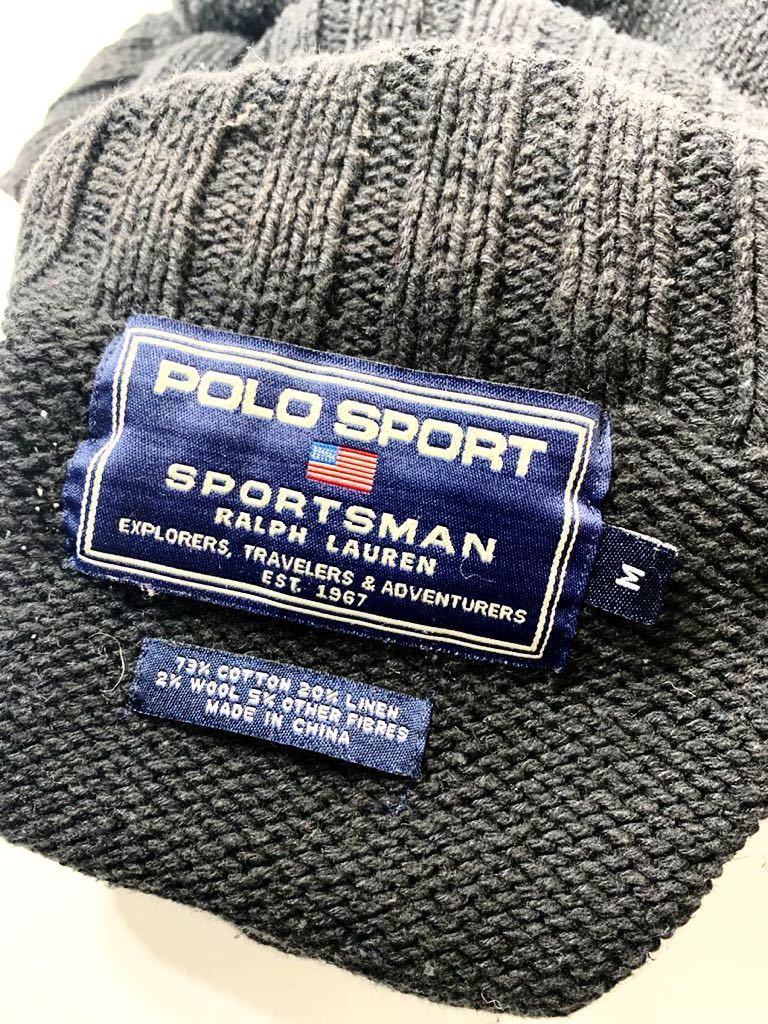 POLO SPORT
SPORTSMAN
RALPH LAUREN
EXPLORERS, TRAVELERS & ADVENTURERS
EST. 1967
M
73% COTTON 20% LINEN
2% WOOL 5% OTHER FIBRES
MADE IN CHINA